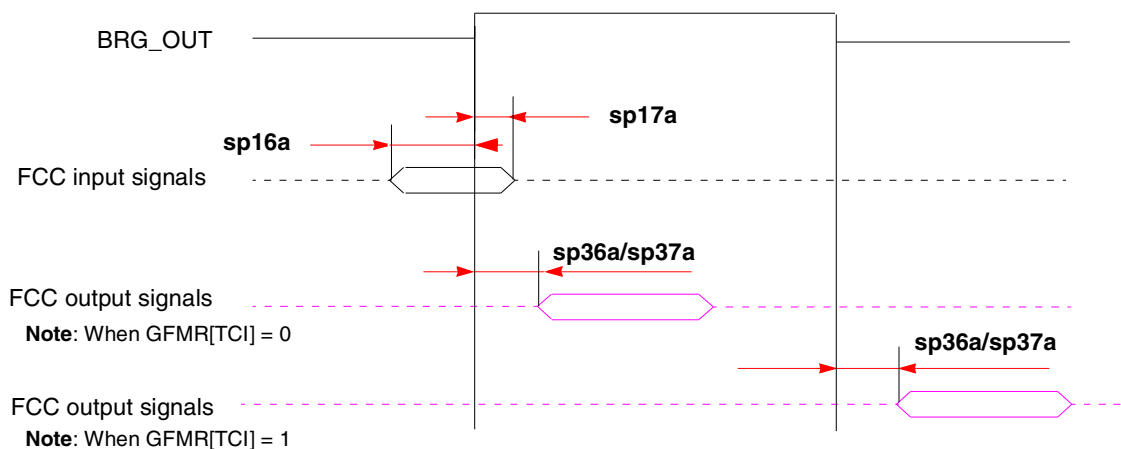 BRG_OUT
sp17a
sp16a
FCC input signals
sp36a/sp37a
FCC output signals
Note: When GFMR[TCI] = 0
sp36a/sp37a
FCC output signals
Note: When GFMR[TCI] = 1